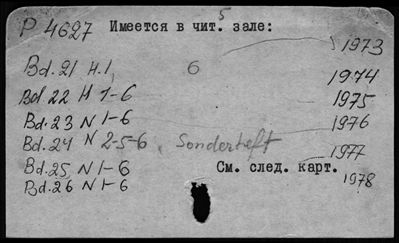 P 4627 Имеется в чит. зале:
5 1973
Bd. 21 H. 1, 6 1974
Bd. 22 H 1-6 1975
Bd. 23 N 1-6 1976
Bd. 24 N 2-5-6, Sonderheft 1977
Bd. 25 N 1-6 См. след. карт.
Bd. 26 N 1-6 1978